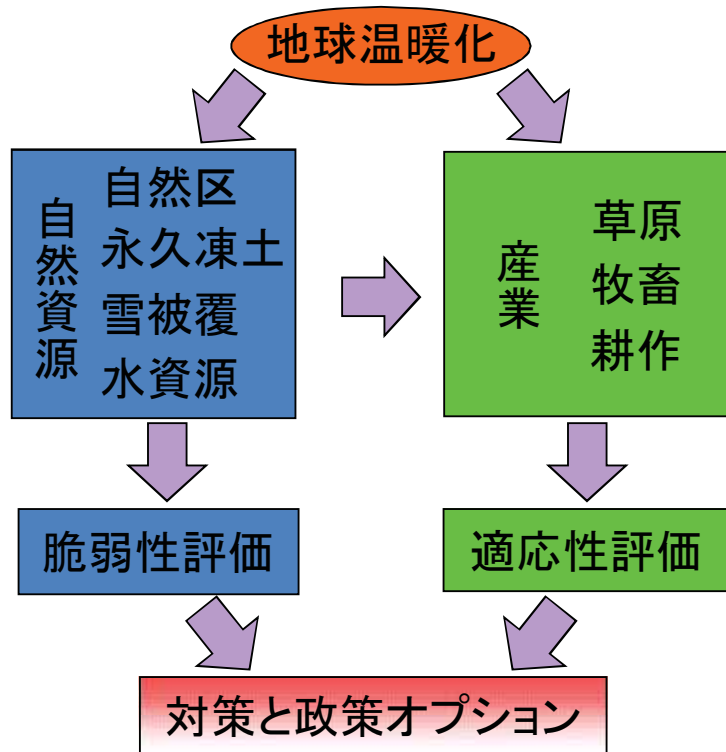 地球温暖化
自然資源
自然区
永久凍土
雪被覆
水資源
産業
草原
牧畜
耕作
脆弱性評価
適応性評価
対策と政策オプション